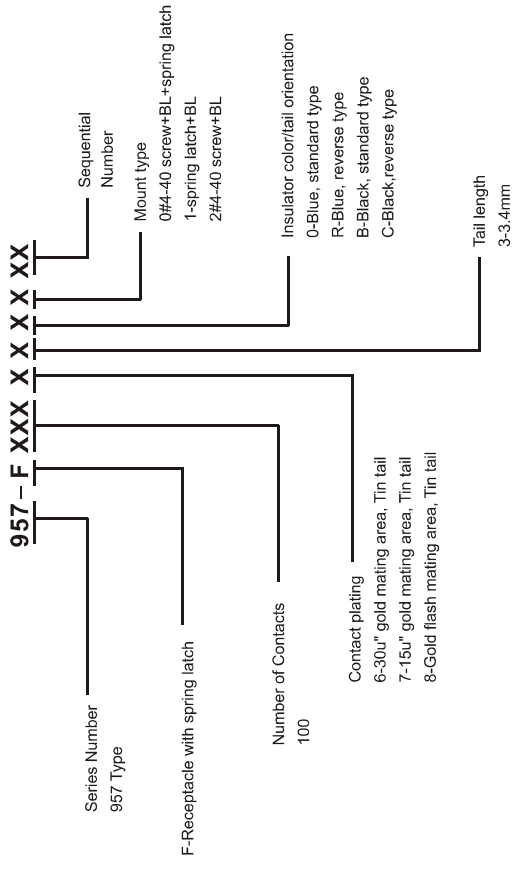 957-F XXX X X X X XX
Series Number
957 Type
F-Receptacle with spring latch
Number of Contacts
100
Contact plating
6-30u" gold mating area, Tin tail
7-15u" gold mating area, Tin tail
8-Gold flash mating area, Tin tail
Tail length
3-3.4mm
Insulator color/tail orientation
0-Blue, standard type
R-Blue, reverse type
B-Black, standard type
C-Black,reverse type
Mount type
0#4-40 screw+BL+spring latch
1-spring latch+BL
2#4-40 screw+BL
Sequential
Number